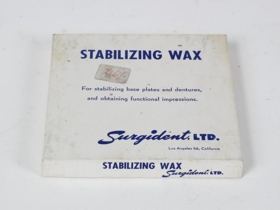 STABILIZING WAX
For stabilizing base plates and dentures,
and obtaining functional impressions.
Surgident, LTD.
Los Angeles 64, California
STABILIZING WAX
Surgident, LTD.